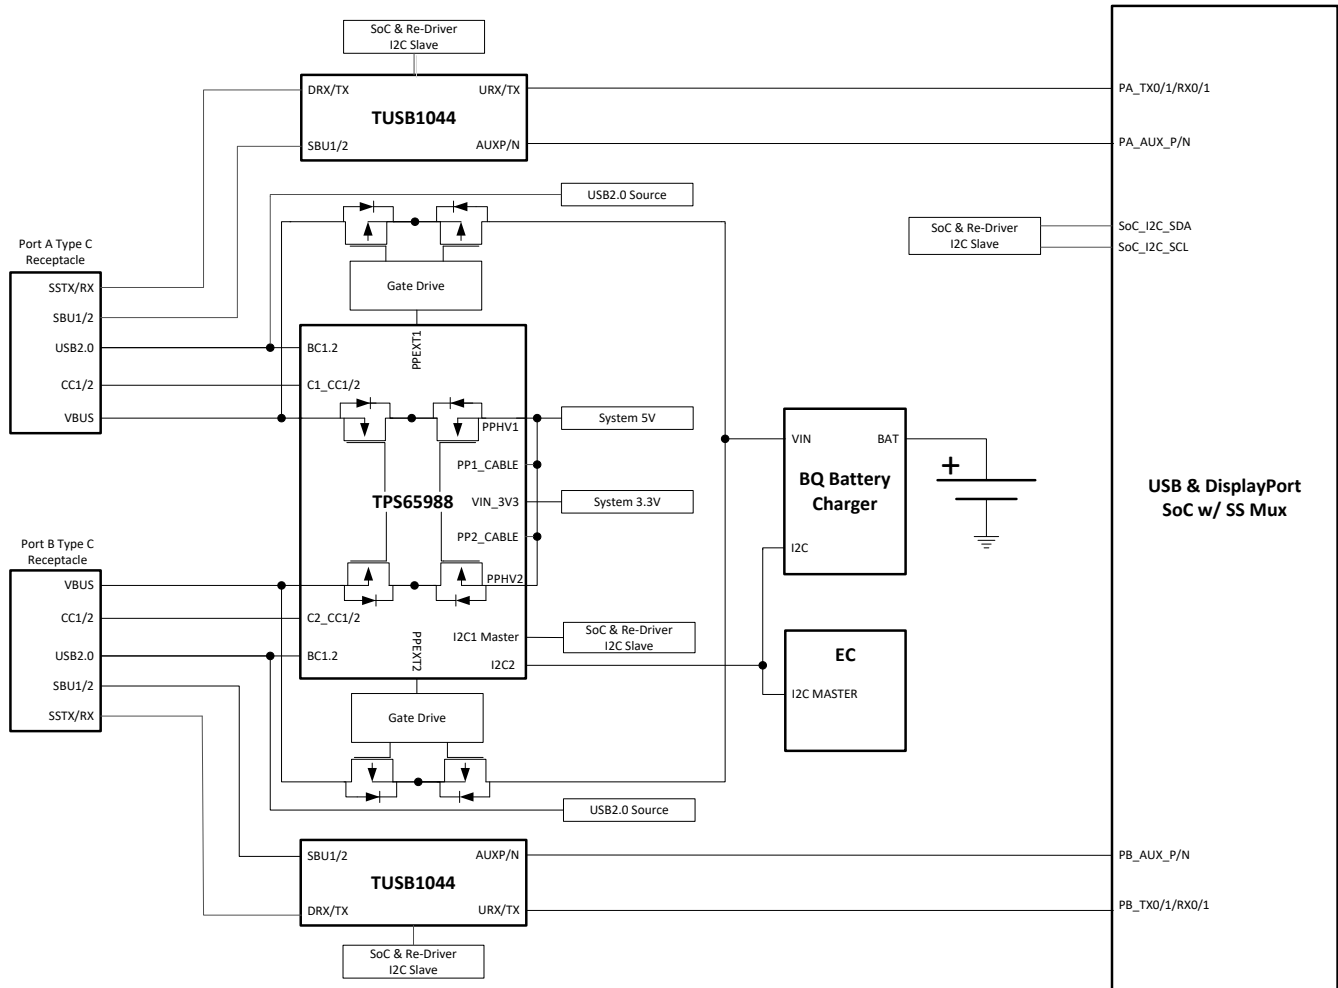 SoC & Re-Driver
I2C Slave
DRX/TX
URX/TX
TUSB1044
SBU1/2
AUXP/N
PA_TX0/1/RX0/1
PA_AUX_P/N
USB2.0 Source
SoC & Re-Driver
I2C Slave
SoC_I2C_SDA
SoC_I2C_SCL
Port A Type C
Receptacle
SSTX/RX
SBU1/2
USB2.0
CC1/2
VBUS
Gate Drive
PPEXT1
BC1.2
C1_CC1/2
PPHV1
System 5V
PP1_CABLE
TPS65988
VIN_3V3
System 3.3V
PP2_CABLE
PPHV2
C2_CC1/2
I2C1 Master
SoC & Re-Driver
I2C Slave
BC1.2
PPEXT2
I2C2
VIN
BAT
+
BQ Battery
Charger
I2C
EC
I2C MASTER
USB & DisplayPort
SoC w/ SS Mux
Port B Type C
Receptacle
VBUS
CC1/2
USB2.0
SBU1/2
SSTX/RX
Gate Drive
USB2.0 Source
SBU1/2
AUXP/N
TUSB1044
DRX/TX
URX/TX
PB_AUX_P/N
PB_TX0/1/RX0/1
SoC & Re-Driver
I2C Slave